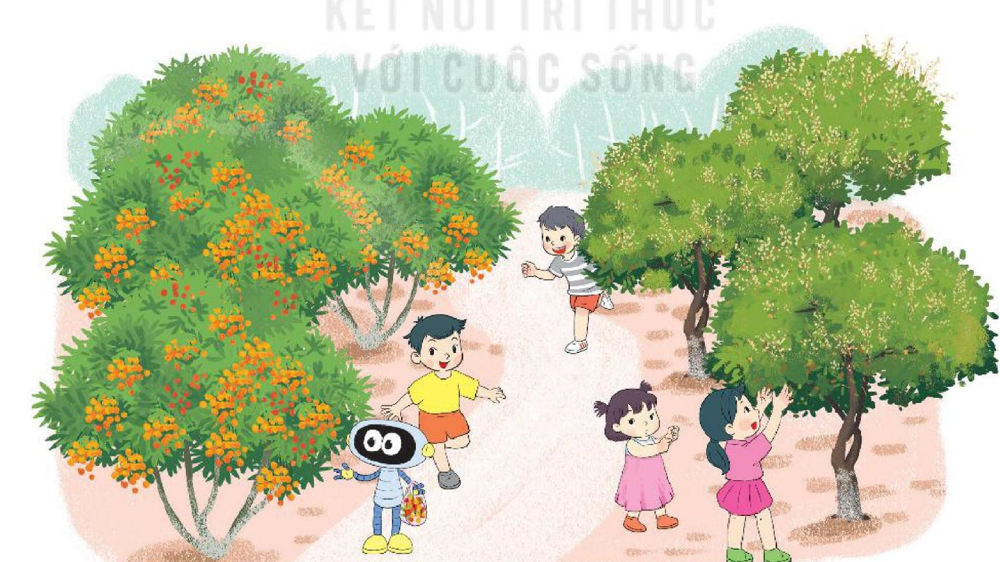 KẾT NỐI TRI THỨC
VỚI CUỘC SỐNG